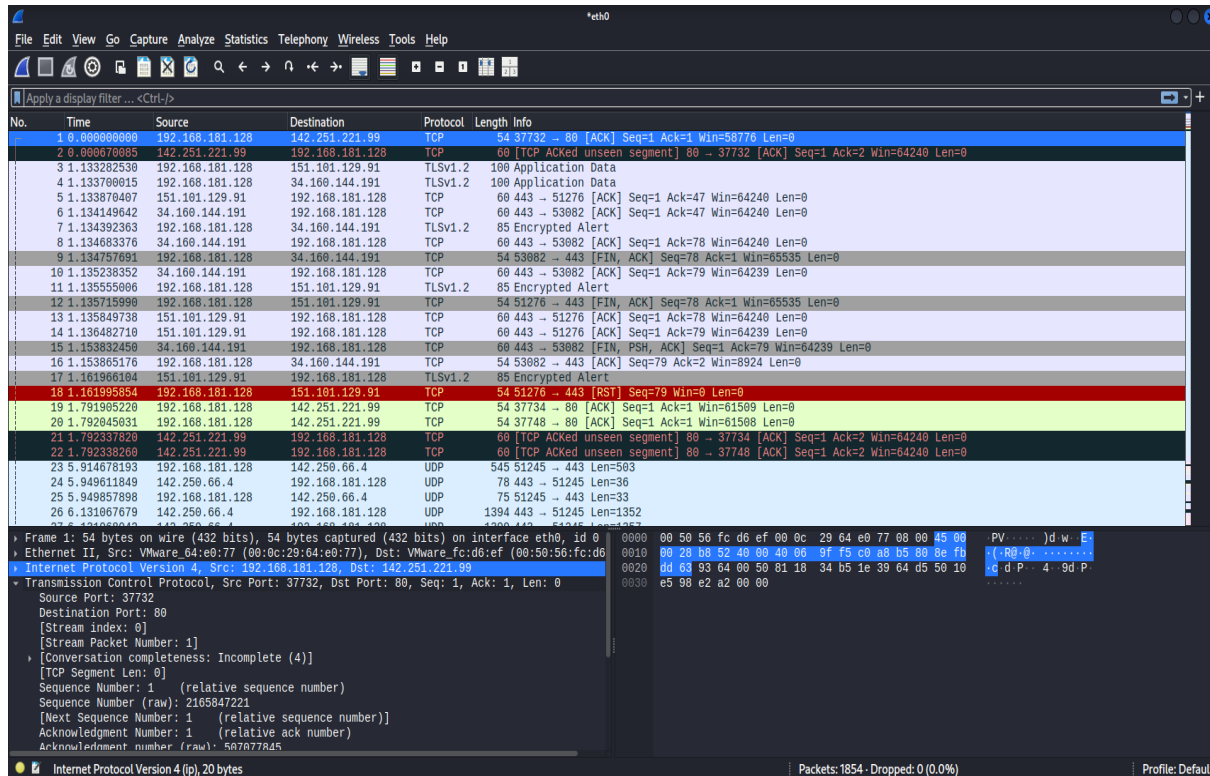 *eth0
File Edit View Go Capture Analyze Statistics Telephony Wireless Tools Help
Apply a display filter ... <Ctrl-/>
No. Time Source Destination Protocol Length Info
1 0.000000000 192.168.181.128 142.251.221.99 TCP 54 37732 → 80 [ACK] Seq=1 Ack=1 Win=58776 Len=0
2 0.000670085 142.251.221.99 192.168.181.128 TCP 60 [TCP ACKed unseen segment] 80 → 37732 [ACK] Seq=1 Ack=2 Win=64240 Len=0
3 1.133282530 192.168.181.128 151.101.129.91 TLSv1.2 100 Application Data
4 1.133700015 192.168.181.128 34.160.144.191 TLSv1.2 100 Application Data
5 1.133870407 151.101.129.91 192.168.181.128 TCP 60 443 → 51276 [ACK] Seq=1 Ack=47 Win=64240 Len=0
6 1.134149642 34.160.144.191 192.168.181.128 TCP 60 443 → 53082 [ACK] Seq=1 Ack=47 Win=64240 Len=0
7 1.134392363 192.168.181.128 34.160.144.191 TLSv1.2 85 Encrypted Alert
8 1.134683376 34.160.144.191 192.168.181.128 TCP 60 443 → 53082 [ACK] Seq=1 Ack=78 Win=64240 Len=0
9 1.134757691 192.168.181.128 34.160.144.191 TCP 54 53082 → 443 [FIN, ACK] Seq=78 Ack=1 Win=65535 Len=0
10 1.135238352 34.160.144.191 192.168.181.128 TCP 60 443 → 53082 [ACK] Seq=1 Ack=79 Win=64239 Len=0
11 1.135555006 192.168.181.128 151.101.129.91 TLSv1.2 85 Encrypted Alert
12 1.135715990 192.168.181.128 151.101.129.91 TCP 54 51276 → 443 [FIN, ACK] Seq=78 Ack=1 Win=65535 Len=0
13 1.135849738 151.101.129.91 192.168.181.128 TCP 60 443 → 51276 [ACK] Seq=1 Ack=78 Win=64240 Len=0
14 1.136482710 151.101.129.91 192.168.181.128 TCP 60 443 → 51276 [ACK] Seq=1 Ack=79 Win=64239 Len=0
15 1.153832450 34.160.144.191 192.168.181.128 TCP 60 443 → 53082 [FIN, PSH, ACK] Seq=1 Ack=79 Win=64239 Len=0
16 1.153865176 192.168.181.128 34.160.144.191 TCP 54 53082 → 443 [ACK] Seq=79 Ack=2 Win=8924 Len=0
17 1.161966104 151.101.129.91 192.168.181.128 TLSv1.2 85 Encrypted Alert
18 1.161995854 192.168.181.128 151.101.129.91 TCP 54 51276 → 443 [RST] Seq=79 Win=0 Len=0
19 1.791905220 192.168.181.128 142.251.221.99 TCP 54 37734 → 80 [ACK] Seq=1 Ack=1 Win=61509 Len=0
20 1.792045031 192.168.181.128 142.251.221.99 TCP 54 37748 → 80 [ACK] Seq=1 Ack=1 Win=61508 Len=0
21 1.792337820 142.251.221.99 192.168.181.128 TCP 60 [TCP ACKed unseen segment] 80 → 37734 [ACK] Seq=1 Ack=2 Win=64240 Len=0
22 1.792338260 142.251.221.99 192.168.181.128 TCP 60 [TCP ACKed unseen segment] 80 → 37748 [ACK] Seq=1 Ack=2 Win=64240 Len=0
23 5.914678193 192.168.181.128 142.250.66.4 UDP 545 51245 → 443 Len=503
24 5.949611849 142.250.66.4 192.168.181.128 UDP 78 443 → 51245 Len=36
25 5.949857898 192.168.181.128 142.250.66.4 UDP 75 51245 → 443 Len=33
26 6.131067679 142.250.66.4 192.168.181.128 UDP 1394 443 → 51245 Len=1352
Frame 1: 54 bytes on wire (432 bits), 54 bytes captured (432 bits) on interface eth0, id 0
Ethernet II, Src: VMware_64:e0:77 (00:0c:29:64:e0:77), Dst: VMware_fc:d6:ef (00:50:56:fc:d6
Internet Protocol Version 4, Src: 192.168.181.128, Dst: 142.251.221.99
Transmission Control Protocol, Src Port: 37732, Dst Port: 80, Seq: 1, Ack: 1, Len: 0
Source Port: 37732
Destination Port: 80
[Stream index: 0]
[Stream Packet Number: 1]
[Conversation completeness: Incomplete (4)]
[TCP Segment Len: 0]
Sequence Number: 1 (relative sequence number)
Sequence Number (raw): 2165847221
[Next Sequence Number: 1 (relative sequence number)]
Acknowledgment Number: 1 (relative ack number)
Acknowledgment number (raw): 507077845
0000 00 50 56 fc d6 ef 00 0c 29 64 e0 77 08 00 45 00 ·PV····· )d·w··E·
0010 00 28 b8 52 40 00 40 06 9f f5 c0 a8 b5 80 8e fb ·(·R@·@· ········
0020 dd 63 93 64 00 50 81 18 34 b5 1e 39 64 d5 50 10 ·c·d·P·· 4··9d·P·
0030 e5 98 e2 a2 00 00 ······
Internet Protocol Version 4 (ip), 20 bytes
Packets: 1854 · Dropped: 0 (0.0%)
Profile: Defaul